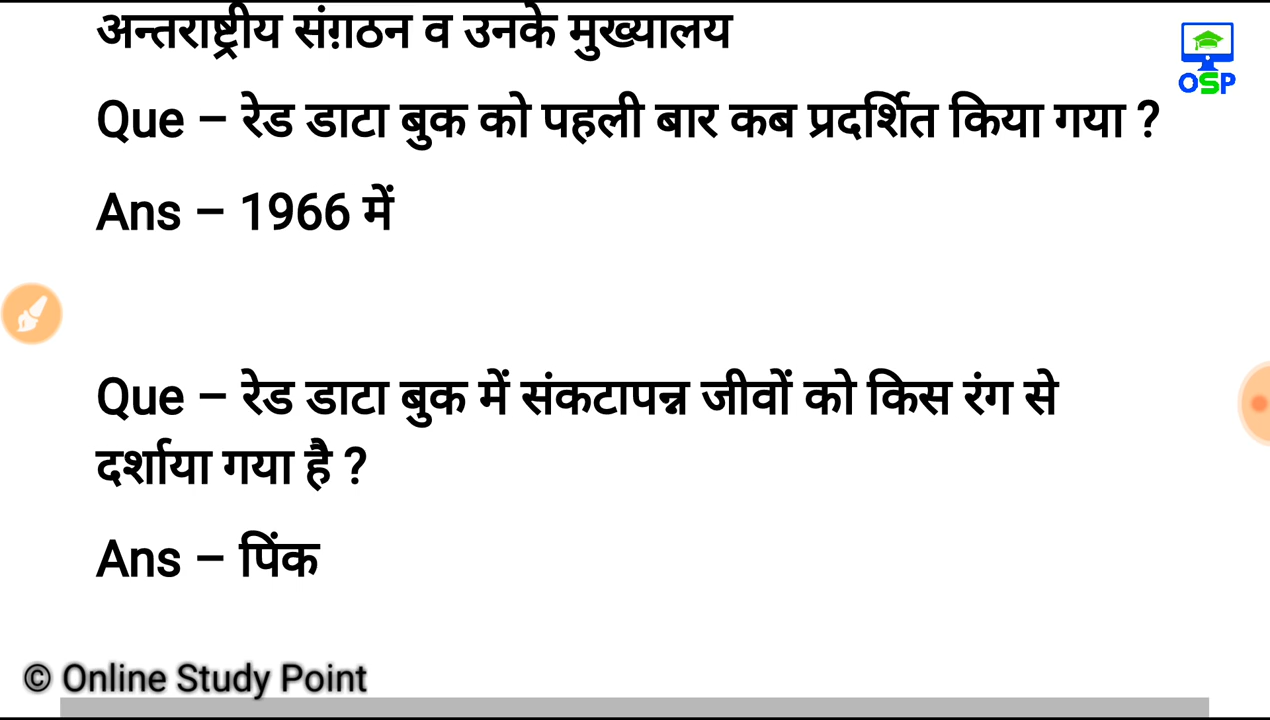 अन्तराष्ट्रीय संग़ठन व उनके मुख्यालय
OSP
Que – रेड डाटा बुक को पहली बार कब प्रदर्शित किया गया ?
Ans – 1966 में
Que – रेड डाटा बुक में संकटापन्न जीवों को किस रंग से
दर्शाया गया है ?
Ans – पिंक
© Online Study Point